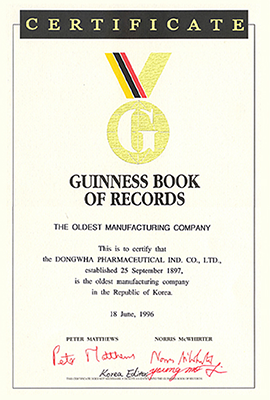 CERTIFICATE
G
GUINNESS BOOK
OF RECORDS
THE OLDEST MANUFACTURING COMPANY
This is to certify that
the DONGWHA PHARMACEUTICAL IND. CO., LTD.,
established 25 September 1897,
is the oldest manufacturing company
in the Republic of Korea.
18 June, 1996
PETER MATTHEWS NORRIS McWHIRTER
Peter Matthews Norris McWhirter
Korea Editor